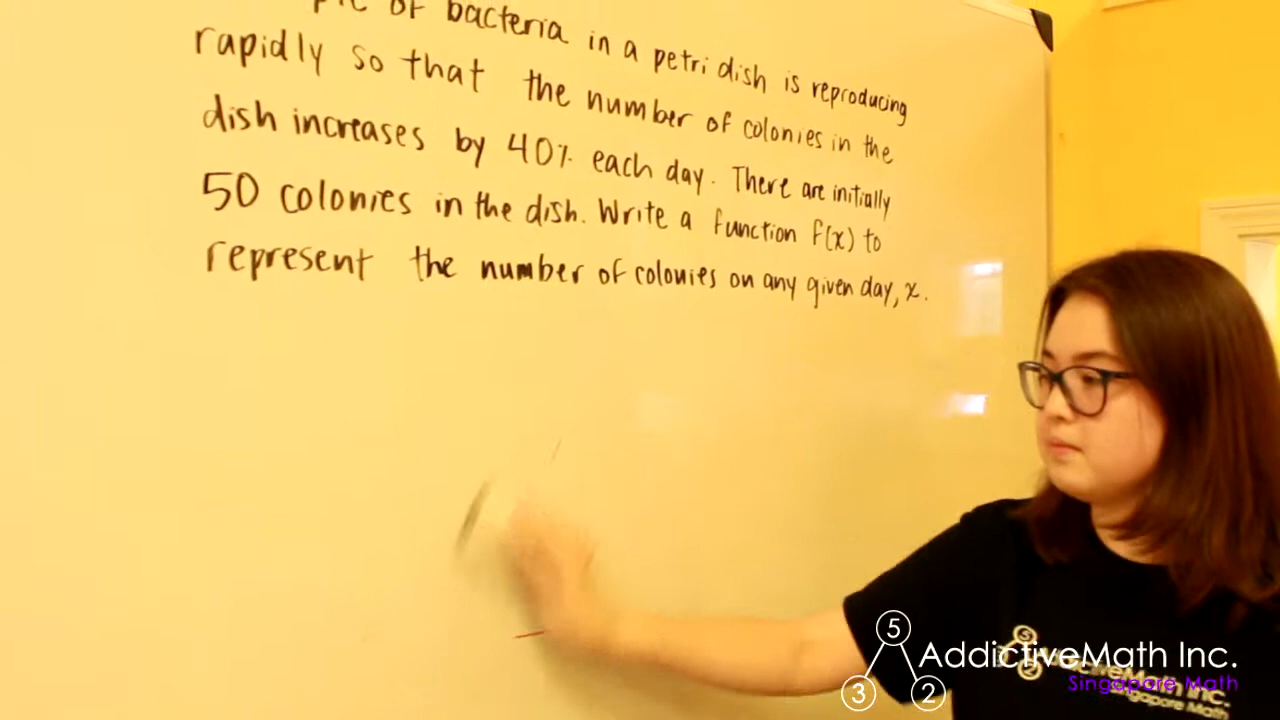 of bacteria in a petri dish is reproducing
rapidly so that the number of colonies in the
dish increases by 40% each day. There are initially
50 colonies in the dish. Write a function f(x) to
represent the number of colonies on any given day, x.
5
3
2
AddictiveMath Inc.
Singapore Math